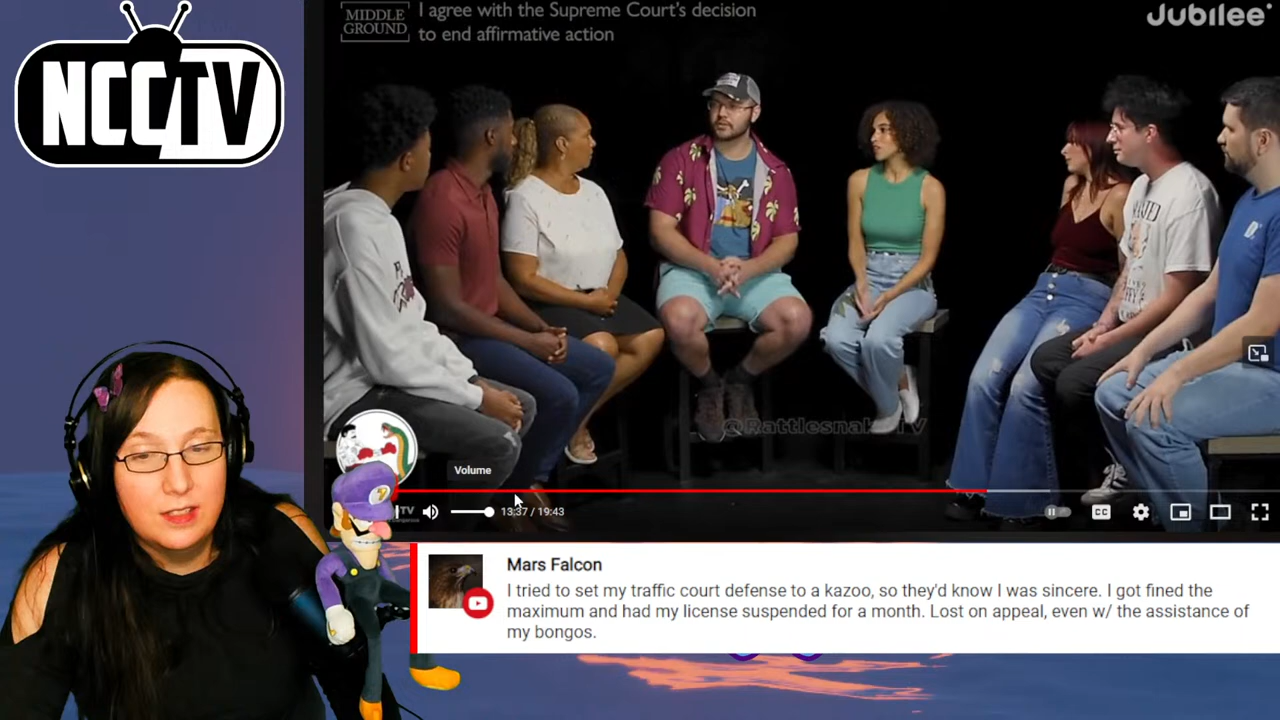 NCCTV
MIDDLE
GROUND
I agree with the Supreme Court's decision
to end affirmative action
Jubilee
@RattlesnakeTV
Volume
13:37 / 19:43
CC
Mars Falcon
I tried to set my traffic court defense to a kazoo, so they'd know I was sincere. I got fined the
maximum and had my license suspended for a month. Lost on appeal, even w/ the assistance of
my bongos.